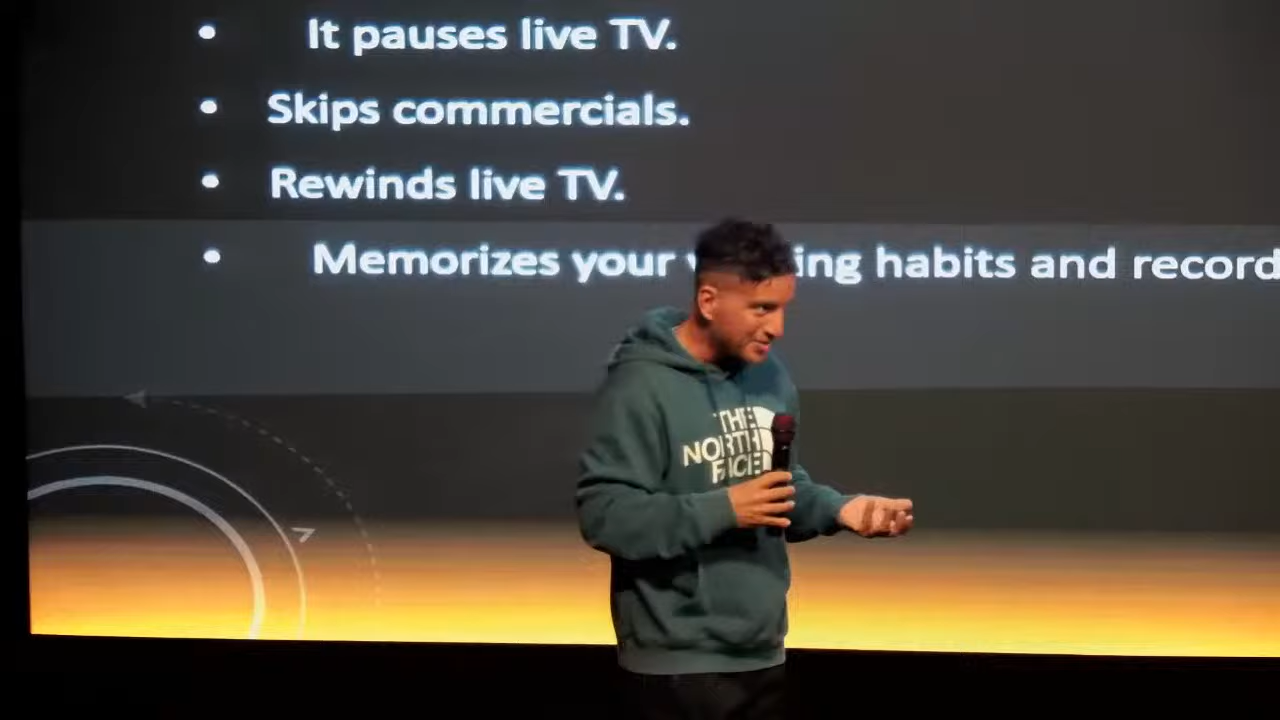 • It pauses live TV.
• Skips commercials.
• Rewinds live TV.
• Memorizes your ing habits and record
THE
NORTH
FACE